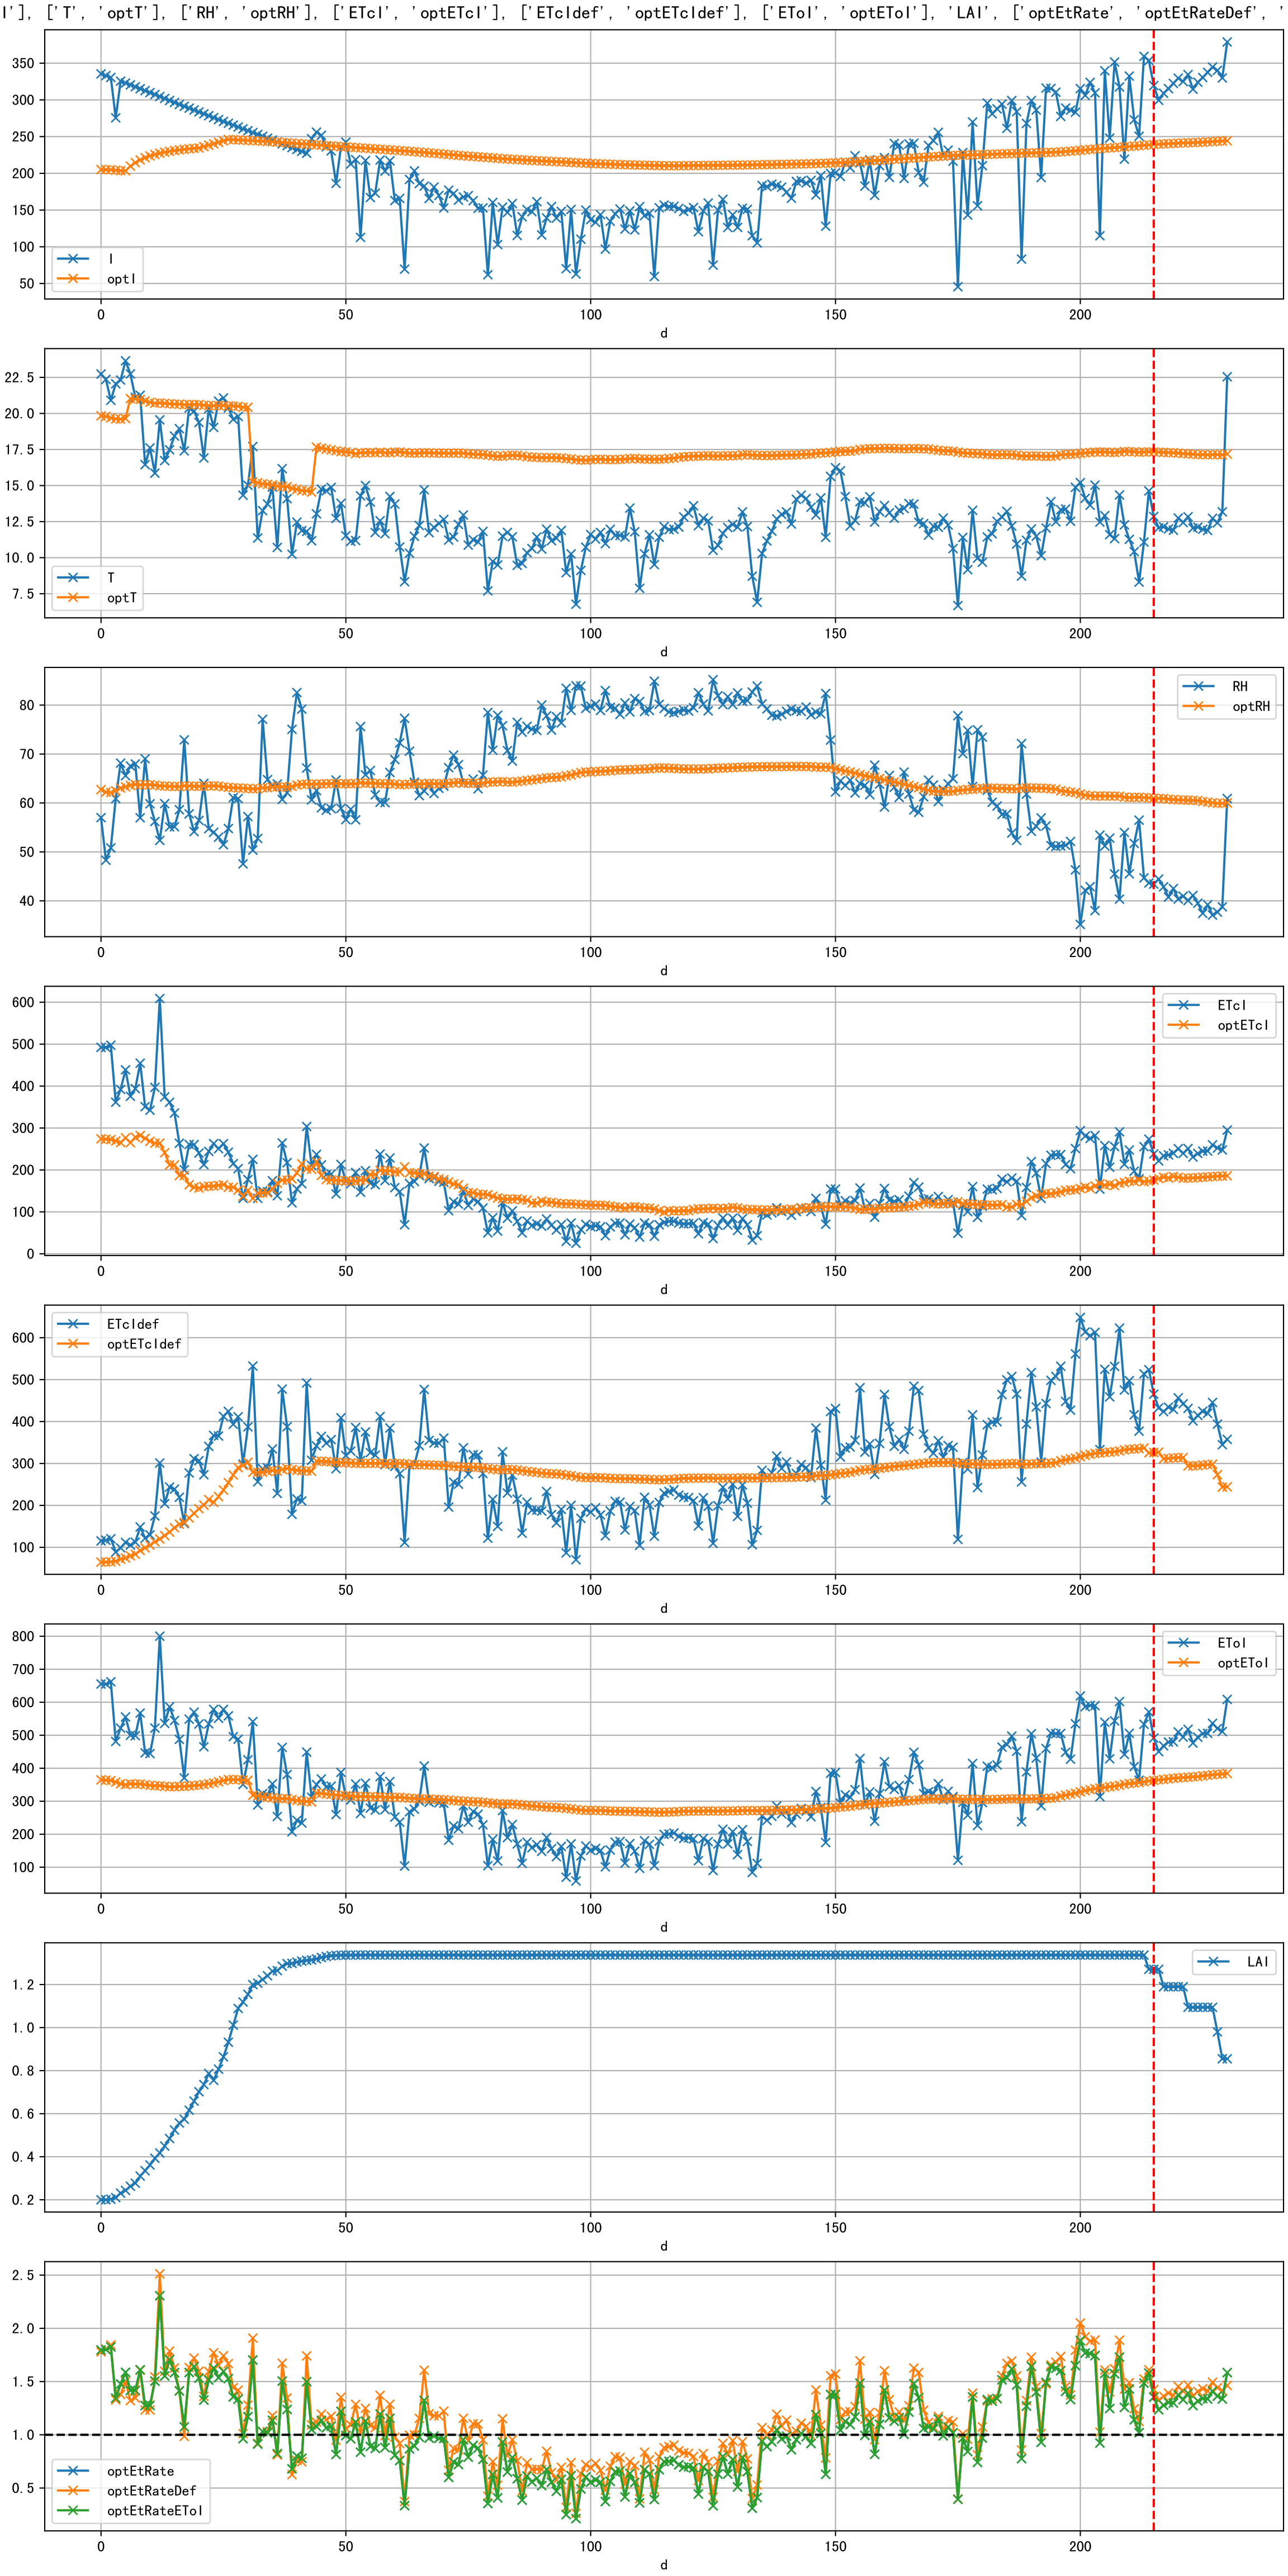 I'], ['T', 'optT'], ['RH', 'optRH'], ['ETcI', 'optETcI'], ['ETcIdef', 'optETcIdef'], ['EToI', 'optEToI'], 'LAI', ['optEtRate', 'optEtRateDef', '
350
300
250
200
150
100
50
I
optI
0 50 100 150 200
d
22.5
20.0
17.5
15.0
12.5
10.0
7.5
T
optT
0 50 100 150 200
d
80
70
60
50
40
RH
optRH
0 50 100 150 200
d
600
500
400
300
200
100
0
ETcI
optETcI
0 50 100 150 200
d
600
500
400
300
200
100
ETcIdef
optETcIdef
0 50 100 150 200
d
800
700
600
500
400
300
200
100
EToI
optEToI
0 50 100 150 200
d
1.2
1.0
0.8
0.6
0.4
0.2
LAI
0 50 100 150 200
d
2.5
2.0
1.5
1.0
0.5
optEtRate
optEtRateDef
optEtRateEToI
0 50 100 150 200
d